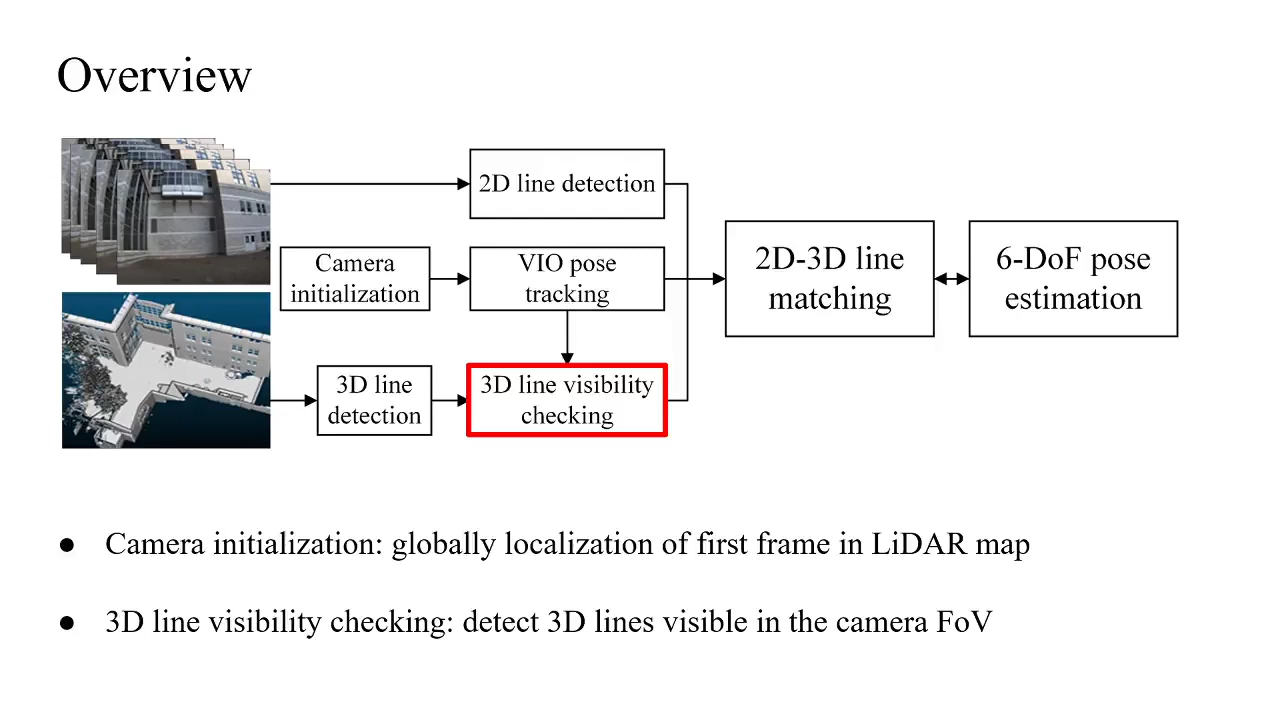 Overview
2D line detection
Camera
initialization
VIO pose
tracking
2D-3D line
matching
6-DoF pose
estimation
3D line
detection
3D line visibility
checking
● Camera initialization: globally localization of first frame in LiDAR map
● 3D line visibility checking: detect 3D lines visible in the camera FoV